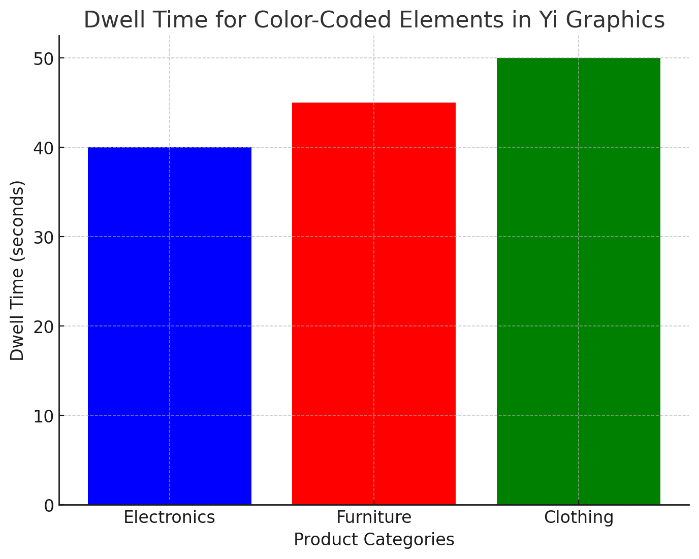 Dwell Time for Color-Coded Elements in Yi Graphics
Dwell Time (seconds)
50
40
30
20
10
0
Electronics
Furniture
Clothing
Product Categories